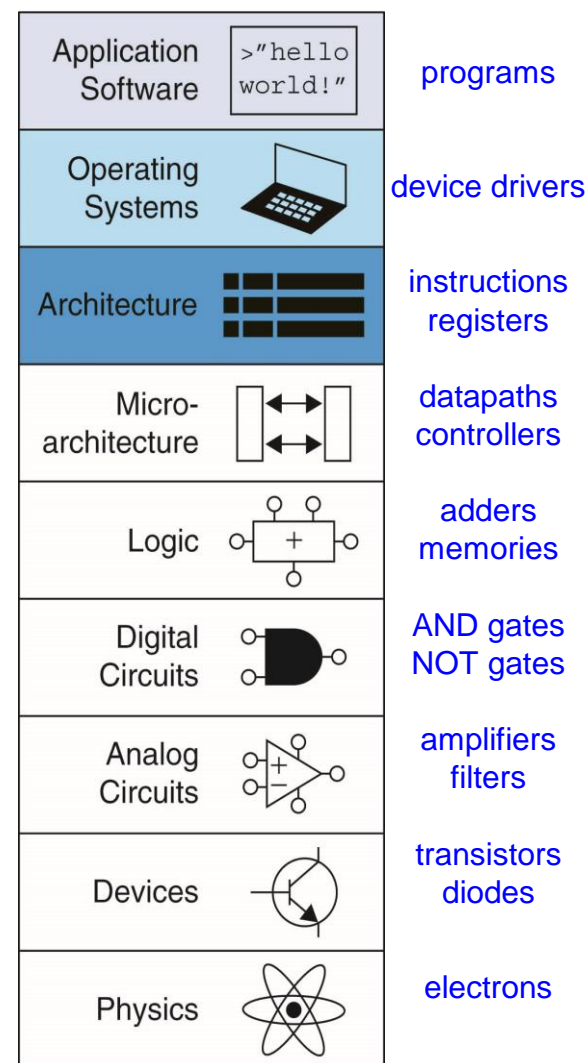 Application
Software
>"hello
world!"
programs
Operating
Systems
device drivers
Architecture
instructions
registers
Micro-
architecture
datapaths
controllers
Logic
+
adders
memories
Digital
Circuits
AND gates
NOT gates
Analog
Circuits
+
−
amplifiers
filters
Devices
transistors
diodes
Physics
electrons